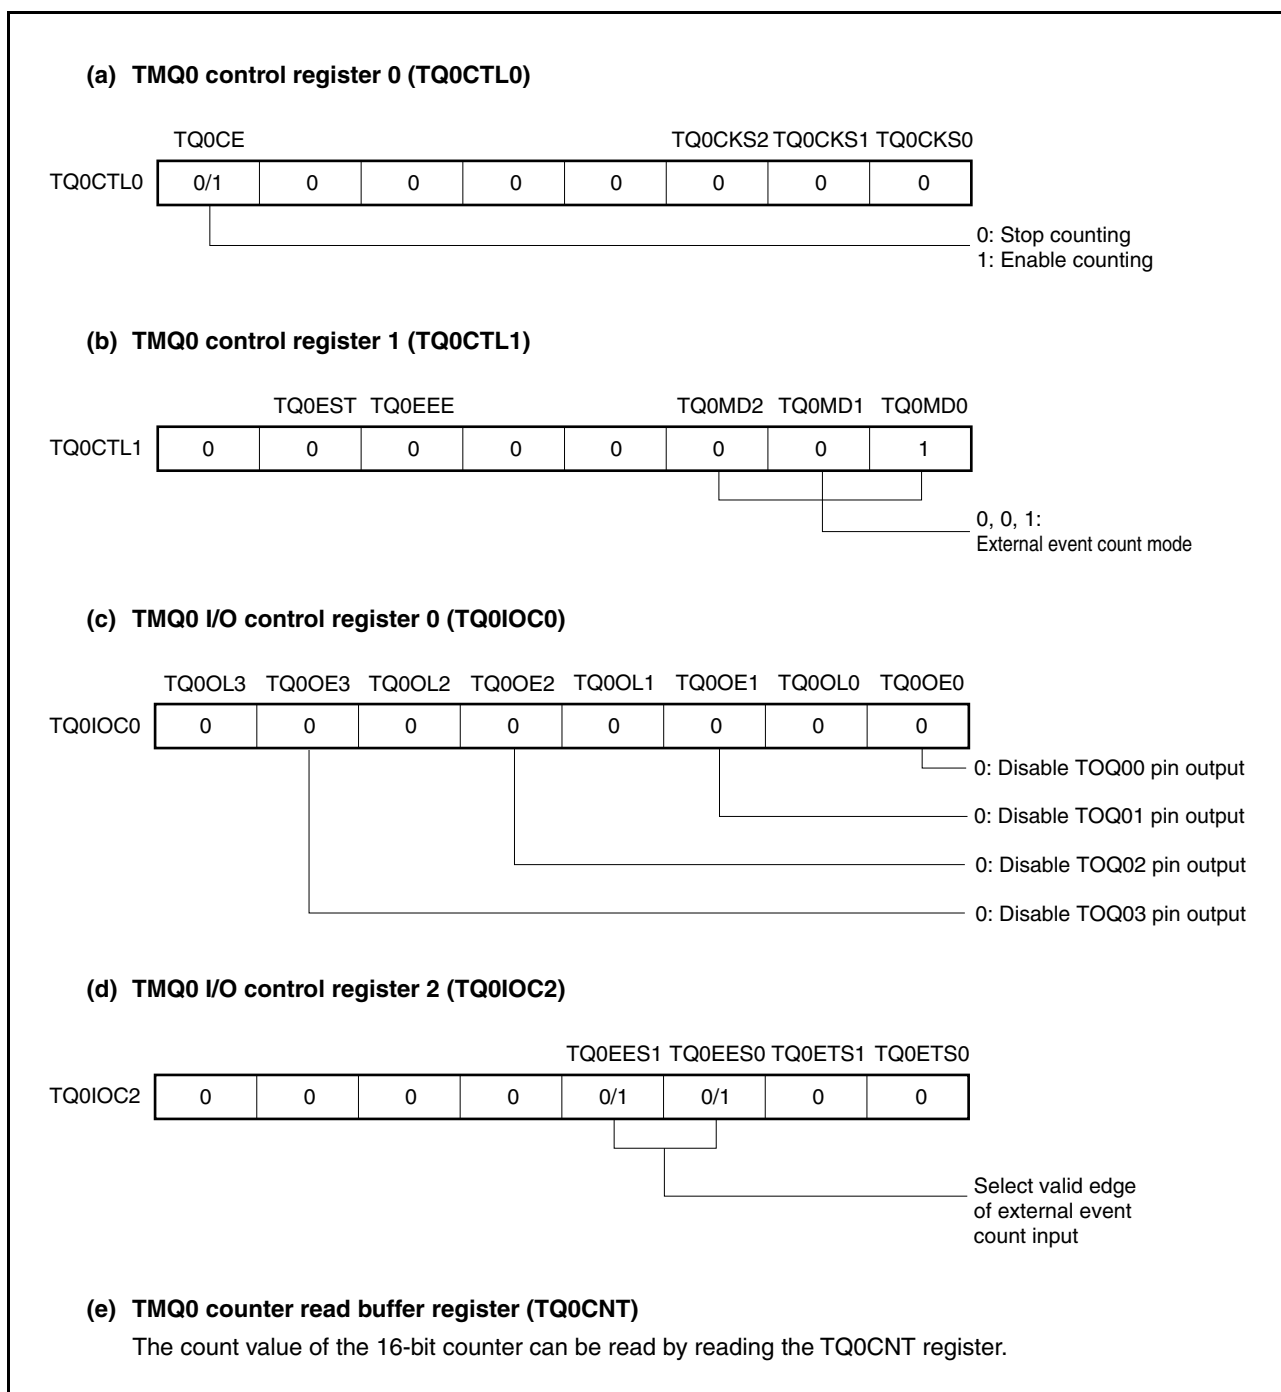 (a) TMQ0 control register 0 (TQ0CTL0)
TQ0CE TQ0CKS2 TQ0CKS1 TQ0CKS0
TQ0CTL0 0/1 0 0 0 0 0 0 0
0: Stop counting
1: Enable counting
(b) TMQ0 control register 1 (TQ0CTL1)
TQ0EST TQ0EEE TQ0MD2 TQ0MD1 TQ0MD0
TQ0CTL1 0 0 0 0 0 0 0 1
0, 0, 1:
External event count mode
(c) TMQ0 I/O control register 0 (TQ0IOC0)
TQ0OL3 TQ0OE3 TQ0OL2 TQ0OE2 TQ0OL1 TQ0OE1 TQ0OL0 TQ0OE0
TQ0IOC0 0 0 0 0 0 0 0 0
0: Disable TOQ00 pin output
0: Disable TOQ01 pin output
0: Disable TOQ02 pin output
0: Disable TOQ03 pin output
(d) TMQ0 I/O control register 2 (TQ0IOC2)
TQ0EES1 TQ0EES0 TQ0ETS1 TQ0ETS0
TQ0IOC2 0 0 0 0 0/1 0/1 0 0
Select valid edge
of external event
count input
(e) TMQ0 counter read buffer register (TQ0CNT)
The count value of the 16-bit counter can be read by reading the TQ0CNT register.